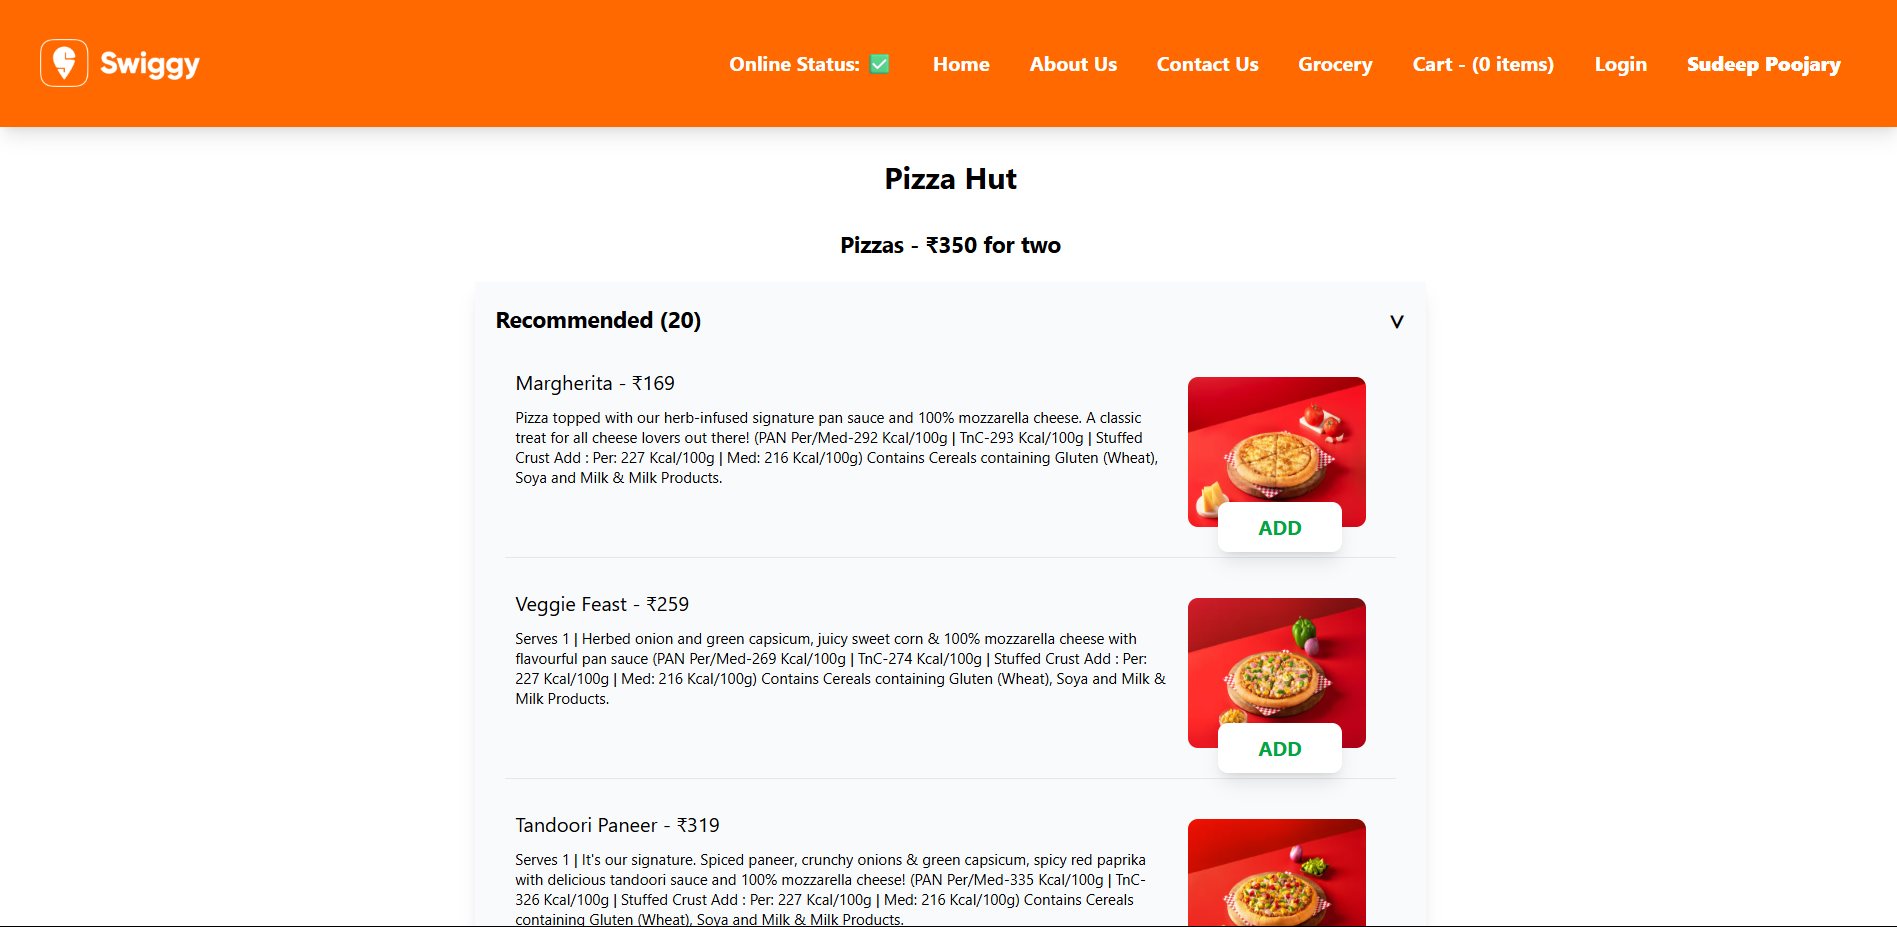 Swiggy
Online Status: ✅ Home About Us Contact Us Grocery Cart - (0 items) Login Sudeep Poojary
Pizza Hut
Pizzas - ₹350 for two
Recommended (20) V
Margherita - ₹169
Pizza topped with our herb-infused signature pan sauce and 100% mozzarella cheese. A classic
treat for all cheese lovers out there! (PAN Per/Med-292 Kcal/100g | TnC-293 Kcal/100g | Stuffed
Crust Add : Per: 227 Kcal/100g | Med: 216 Kcal/100g) Contains Cereals containing Gluten (Wheat),
Soya and Milk & Milk Products.
ADD
Veggie Feast - ₹259
Serves 1 | Herbed onion and green capsicum, juicy sweet corn & 100% mozzarella cheese with
flavourful pan sauce (PAN Per/Med-269 Kcal/100g | TnC-274 Kcal/100g | Stuffed Crust Add : Per:
227 Kcal/100g | Med: 216 Kcal/100g) Contains Cereals containing Gluten (Wheat), Soya and Milk &
Milk Products.
ADD
Tandoori Paneer - ₹319
Serves 1 | It's our signature. Spiced paneer, crunchy onions & green capsicum, spicy red paprika
with delicious tandoori sauce and 100% mozzarella cheese! (PAN Per/Med-335 Kcal/100g | TnC-
326 Kcal/100g | Stuffed Crust Add : Per: 227 Kcal/100g | Med: 216 Kcal/100g) Contains Cereals
containing Gluten (Wheat), Soya and Milk & Milk Products.